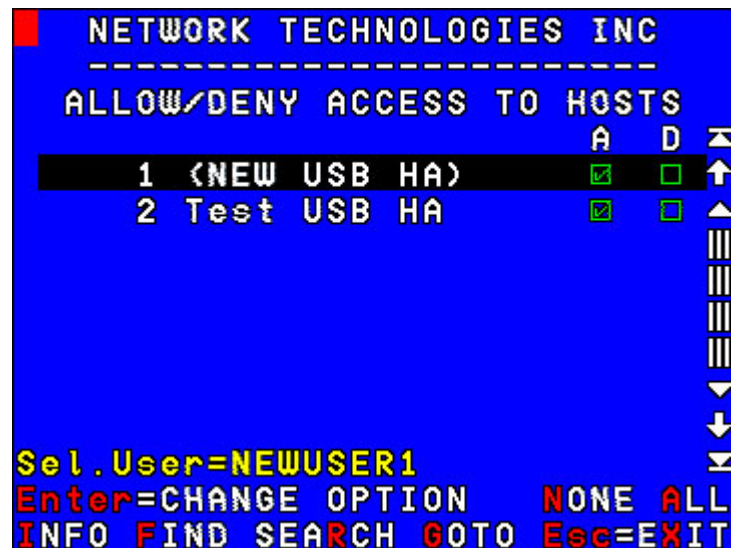 NETWORK TECHNOLOGIES INC
------------------------
ALLOW/DENY ACCESS TO HOSTS
A D
1 (NEW USB HA)
2 Test USB HA
Sel.User=NEWUSER1
Enter=CHANGE OPTION NONE ALL
INFO FIND SEARCH GOTO Esc=EXIT